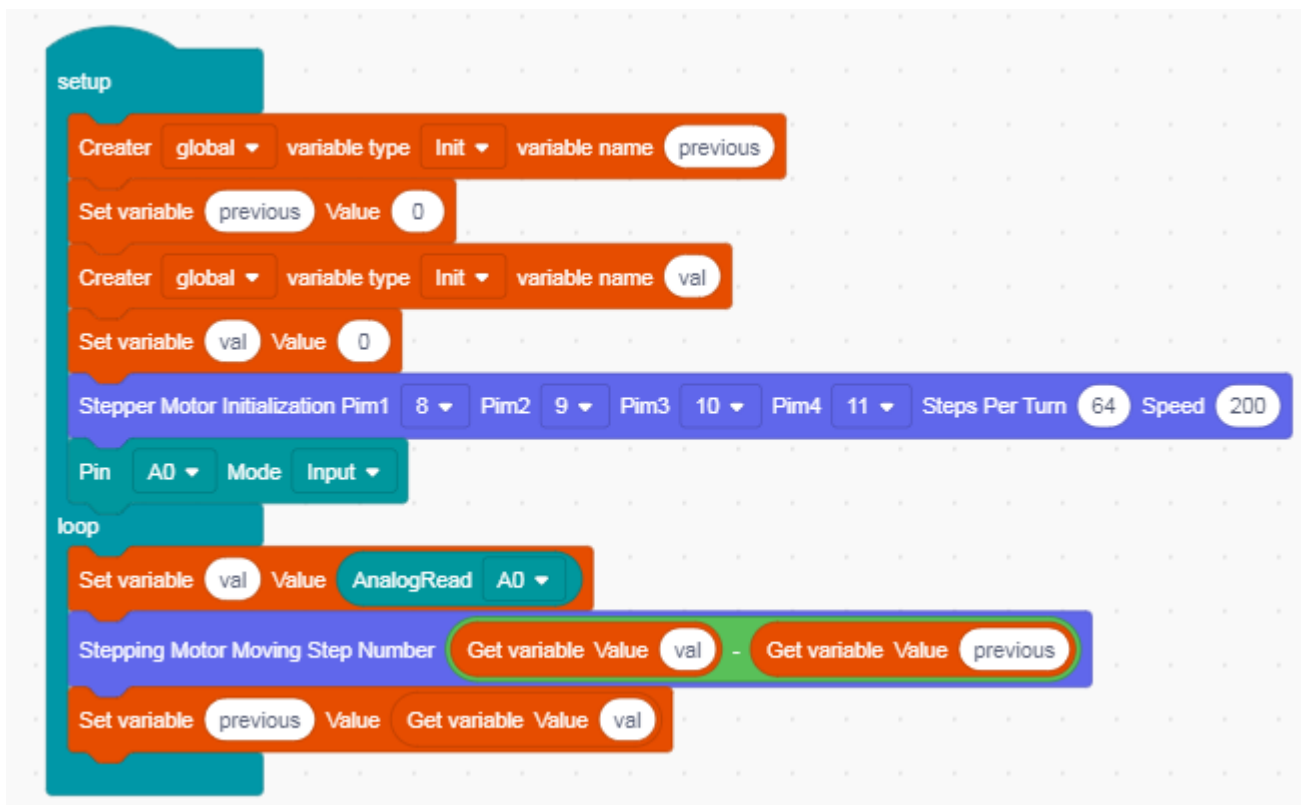 setup
Creater global variable type Init variable name previous
Set variable previous Value 0
Creater global variable type Init variable name val
Set variable val Value 0
Stepper Motor Initialization Pim1 8 Pim2 9 Pim3 10 Pim4 11 Steps Per Turn 64 Speed 200
Pin A0 Mode Input
loop
Set variable val Value AnalogRead A0
Stepping Motor Moving Step Number Get variable Value val - Get variable Value previous
Set variable previous Value Get variable Value val